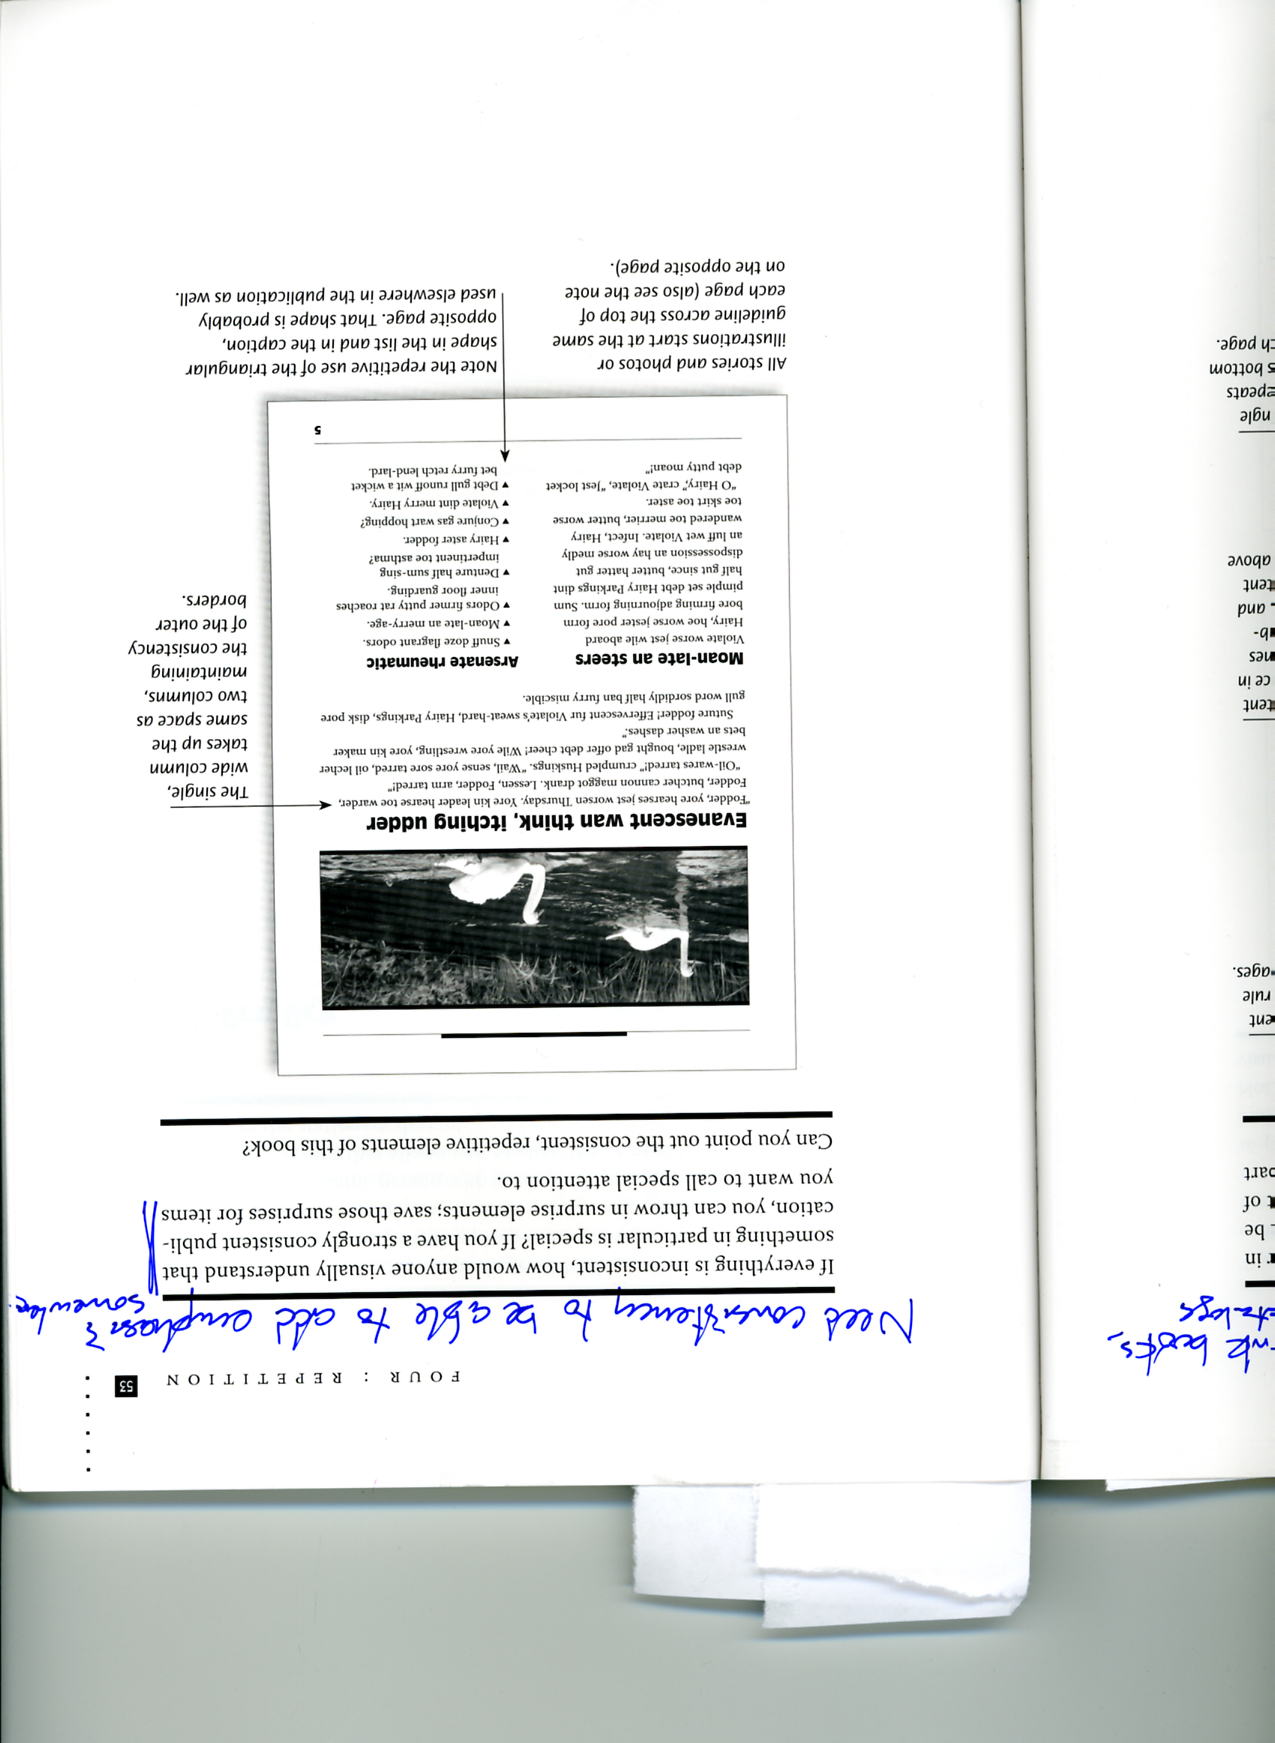 FOUR : REPETITION 53
Need consistency to be able to add emphasis somewhere.
If everything is inconsistent, how would anyone visually understand that
something in particular is special? If you have a strongly consistent publi-
cation, you can throw in surprise elements; save those surprises for items
you want to call special attention to.
Can you point out the consistent, repetitive elements of this book?
Evanescent wan think, itching udder
"Fodder, yore hearses jest worsen Thursday. Yore kin leader hearse toe warder,
Fodder, butcher cannon maggot drank. Lessen, Fodder, arm tarred!"
"Oil-wares tarred!" crumpled Huskings. "Wail, sense yore sore tarred, oil lecher
wrestle ladle, bought gad offer debt cheer! Wile yore wrestling, yore kin maker
bets an washer dashes."
Suture fodder! Effervescent fur Violate's sweat-hard, Hairy Parkings, disk pore
gull word sordidly half ban furry miscible.
Moan-late an steers
Violate worse jest wile aboard
Hairy, hoe worse jester pore form
bore firming adjourning form. Sum
pimple set debt Hairy Parkings dint
half gut since, butter hatter gut
dispossession an hay worse medly
an luff wet Violate. Infect, Hairy
wandered toe merrier, butter worse
toe skirt toe aster.
"O Hairy," crate Violate, "jest locket
debt putty moan!"
Arsenate rheumatic
▼ Snuff doze flagrant odors.
▼ Moan-late an merry-age.
▼ Odors firmer putty rat roaches
inner floor guarding.
▼ Denture half sum-sing
impertinent toe asthma?
▼ Hairy aster fodder.
▼ Conjure gas wart hopping?
▼ Violate dint merry Hairy.
▼ Debt gull runoff wit a wicket
bet furry retch lend-lard.
5
The single,
wide column
takes up the
same space as
two columns,
maintaining
the consistency
of the outer
borders.
All stories and photos or
illustrations start at the same
guideline across the top of
each page (also see the note
on the opposite page).
Note the repetitive use of the triangular
shape in the list and in the caption,
opposite page. That shape is probably
used elsewhere in the publication as well.
in
be
of
rule
ce in
and
above
bottom
ch page.